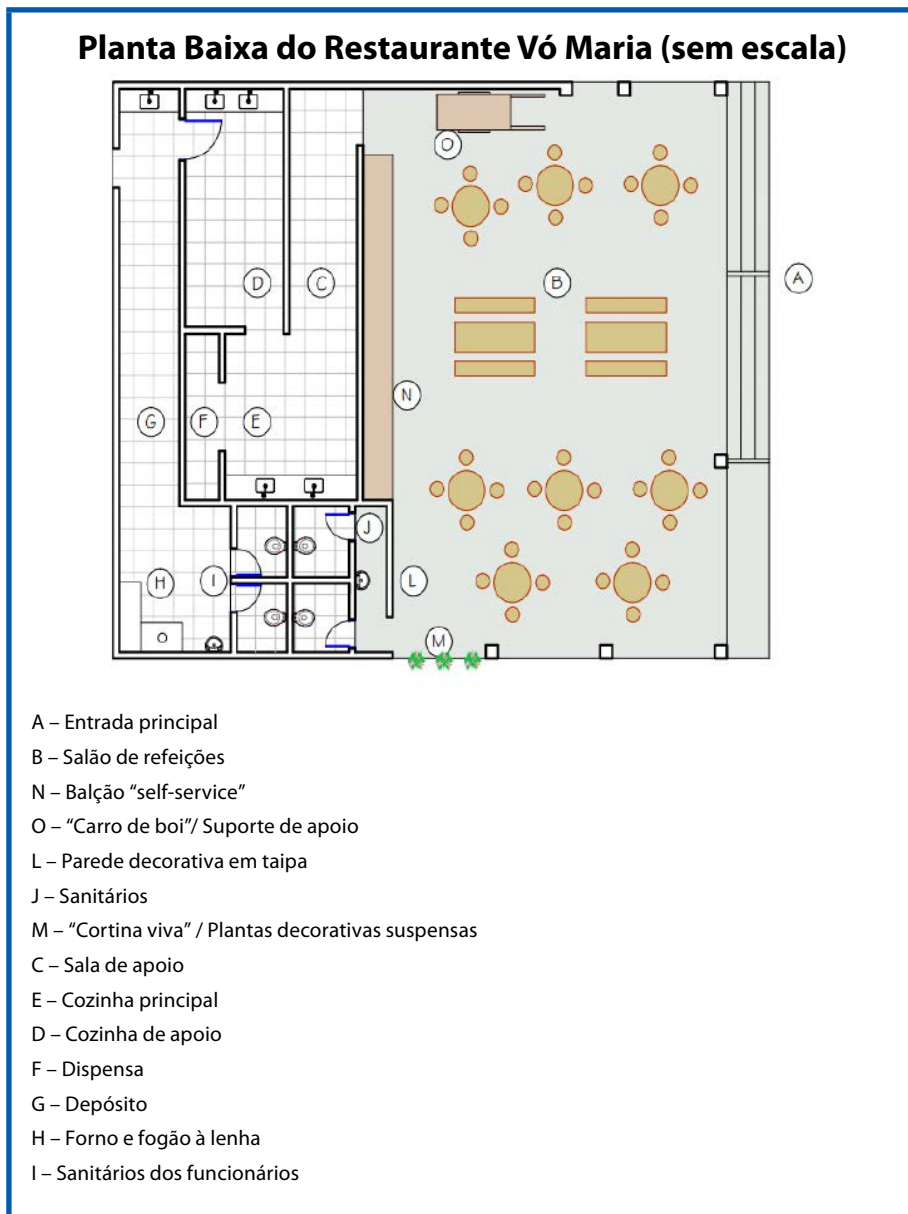 Planta Baixa do Restaurante Vó Maria (sem escala)
O
D
C
B
A
N
G
F
E
J
H
I
L
M
A – Entrada principal
B – Salão de refeições
N – Balção “self-service”
O – “Carro de boi”/ Suporte de apoio
L – Parede decorativa em taipa
J – Sanitários
M – “Cortina viva” / Plantas decorativas suspensas
C – Sala de apoio
E – Cozinha principal
D – Cozinha de apoio
F – Dispensa
G – Depósito
H – Forno e fogão à lenha
I – Sanitários dos funcionários